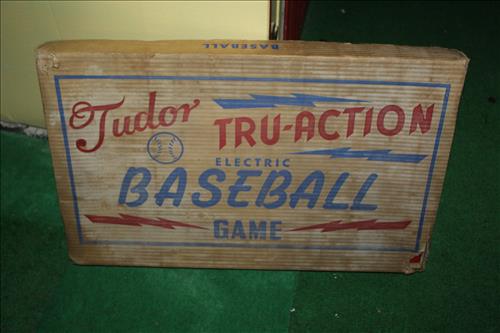 BASEBALL
Tudor
TRU-ACTION
ELECTRIC
BASEBALL
GAME